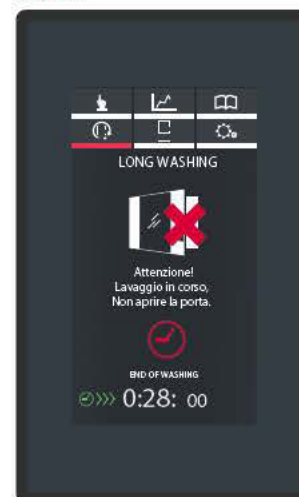 LONG WASHING
Attenzione!
Lavaggio in corso,
Non aprire la porta.
END OF WASHING
0:28: 00